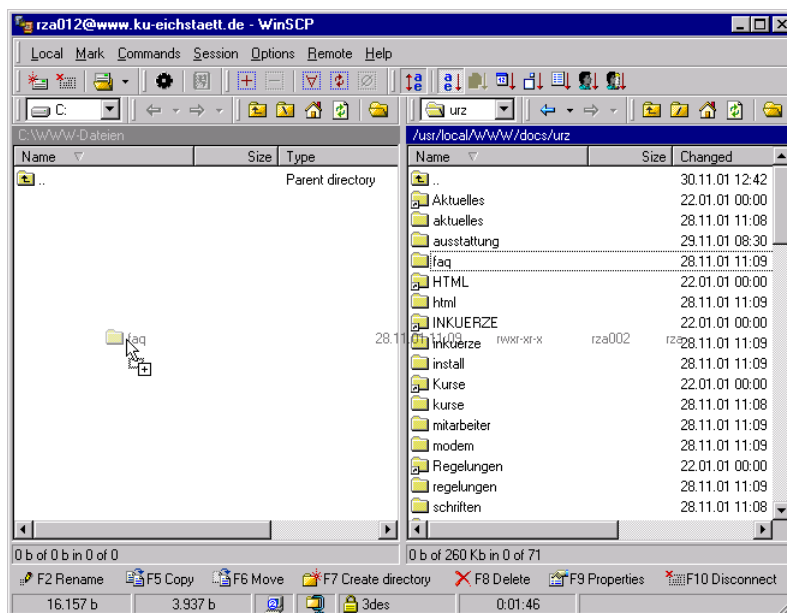 rza012@www.ku-eichstaett.de - WinSCP
Local Mark Commands Session Options Remote Help
C: urz
C:\WWW-Dateien /usr/local/WWW/docs/urz
Name Size Type Name Size Changed
.. Parent directory .. 30.11.01 12:42
Aktuelles 22.01.01 00:00
aktuelles 28.11.01 11:08
ausstattung 29.11.01 08:30
faq 28.11.01 11:09
HTML 22.01.01 00:00
html 28.11.01 11:09
INKUERZE 22.01.01 00:00
faq 28.11.01 11:09 rwxr-xr-x rza002 rza
inkuerze 28.11.01 11:09
install 28.11.01 11:09
Kurse 22.01.01 00:00
kurse 28.11.01 11:08
mitarbeiter 28.11.01 11:09
modem 28.11.01 11:09
Regelungen 22.01.01 00:00
regelungen 28.11.01 11:09
schriften 28.11.01 11:08
0 b of 0 b in 0 of 0 0 b of 260 Kb in 0 of 71
F2 Rename F5 Copy F6 Move F7 Create directory F8 Delete F9 Properties F10 Disconnect
16.157 b 3.937 b 3des 0:01:46